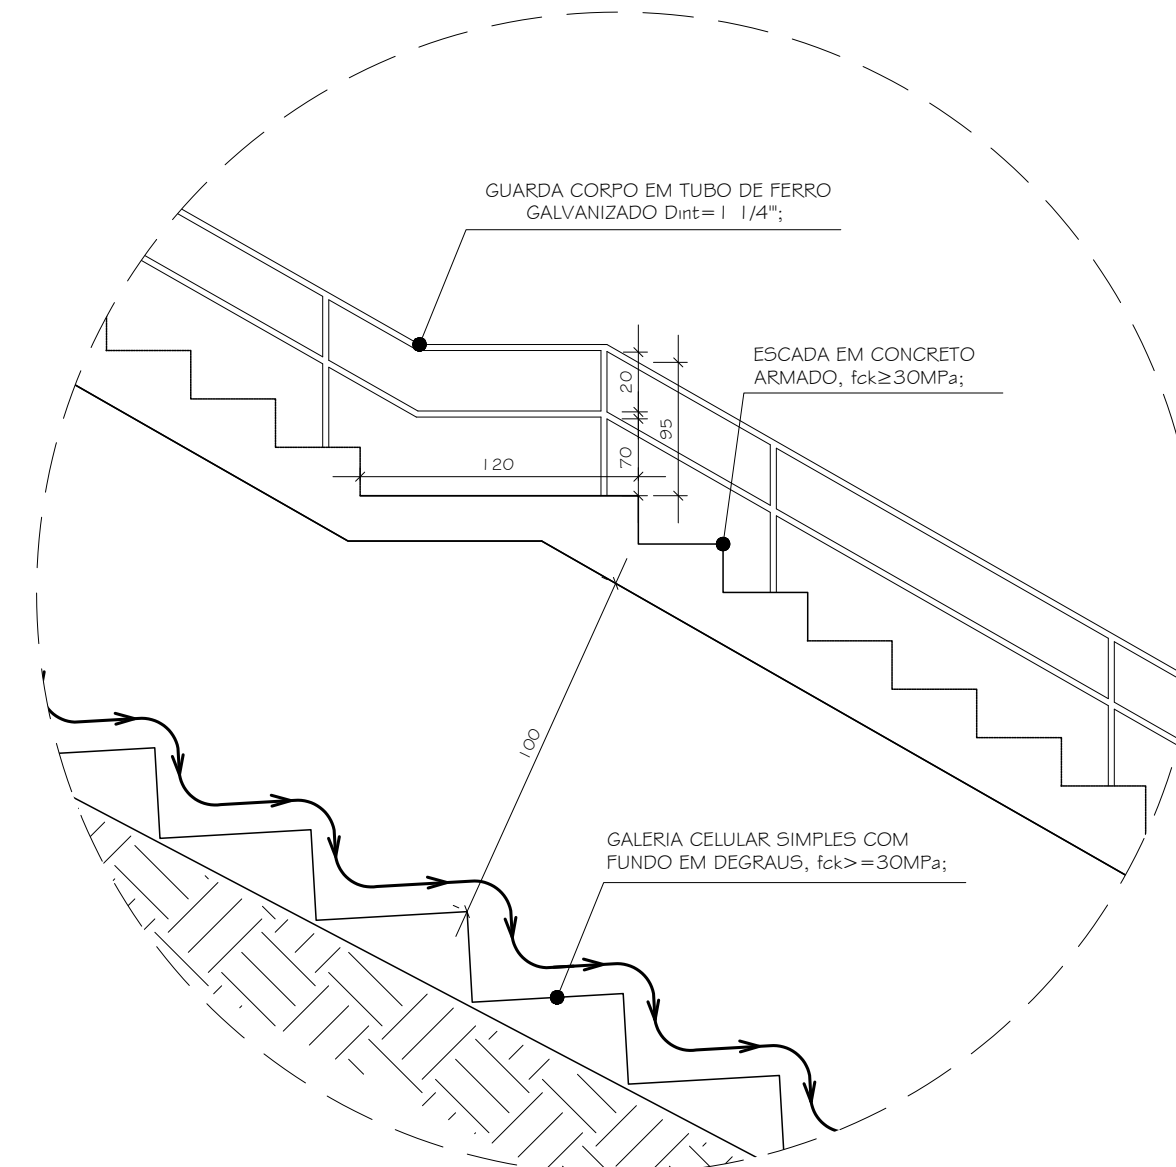 GUARDA CORPO EM TUBO DE FERRO
GALVANIZADO Dint=1 1/4";
ESCADA EM CONCRETO
ARMADO, fck≥30MPa;
20
95
70
120
100
GALERIA CELULAR SIMPLES COM
FUNDO EM DEGRAUS, fck>=30MPa;